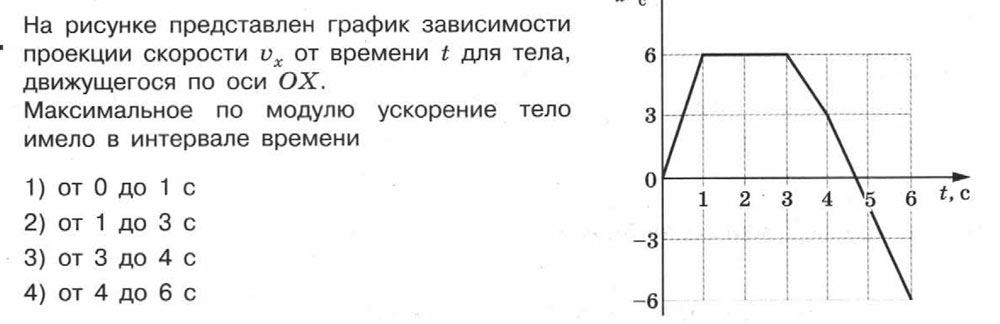 На рисунке представлен график зависимости
проекции скорости vₓ от времени t для тела,
движущегося по оси OX.
Максимальное по модулю ускорение тело
имело в интервале времени
1) от 0 до 1 с
2) от 1 до 3 с
3) от 3 до 4 с
4) от 4 до 6 с
с
6
3
0
1 2 3 4 5 6 t, с
−3
−6